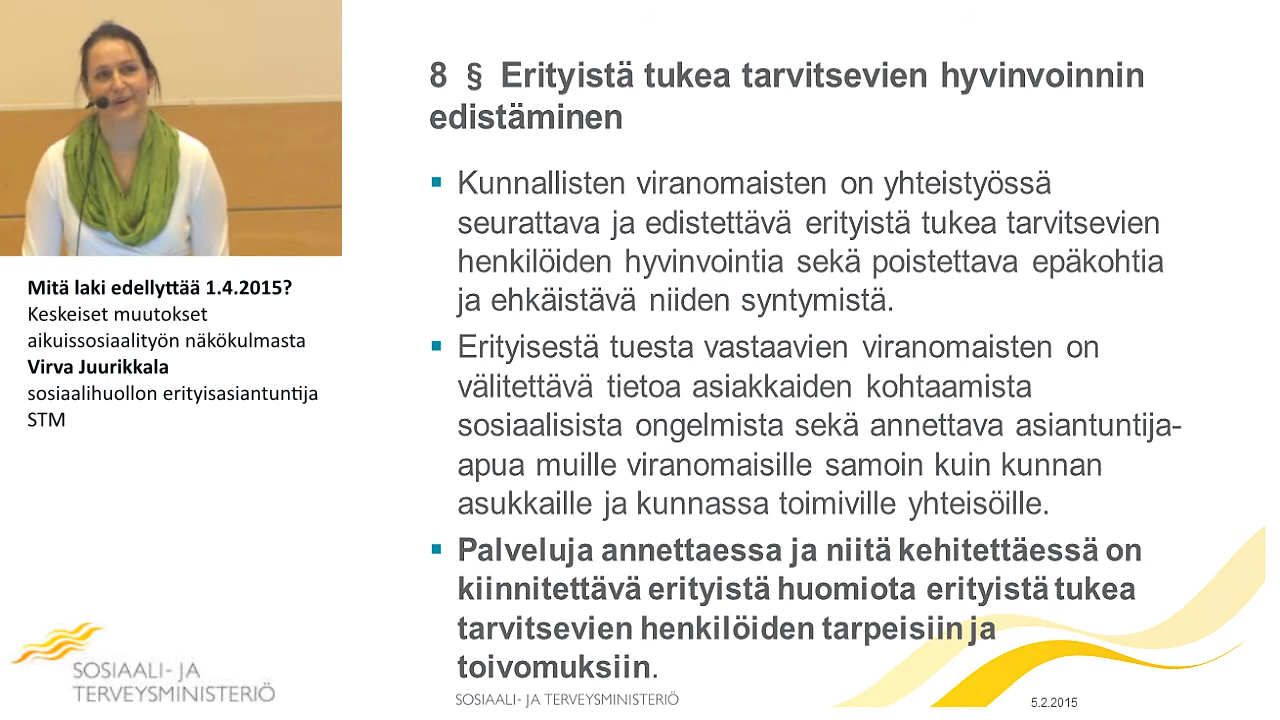 Mitä laki edellyttää 1.4.2015?
Keskeiset muutokset
aikuissosiaalityön näkökulmasta
Virva Juurikkala
sosiaalihuollon erityisasiantuntija
STM
SOSIAALI- JA
TERVEYSMINISTERIÖ
8 § Erityistä tukea tarvitsevien hyvinvoinnin
edistäminen
Kunnallisten viranomaisten on yhteistyössä
seurattava ja edistettävä erityistä tukea tarvitsevien
henkilöiden hyvinvointia sekä poistettava epäkohtia
ja ehkäistävä niiden syntymistä.
Erityisestä tuesta vastaavien viranomaisten on
välitettävä tietoa asiakkaiden kohtaamista
sosiaalisista ongelmista sekä annettava asiantuntija-
apua muille viranomaisille samoin kuin kunnan
asukkaille ja kunnassa toimiville yhteisöille.
Palveluja annettaessa ja niitä kehitettäessä on
kiinnitettävä erityistä huomiota erityistä tukea
tarvitsevien henkilöiden tarpeisiin ja
toivomuksiin.
SOSIAALI- JA TERVEYSMINISTERIÖ
5.2.2015